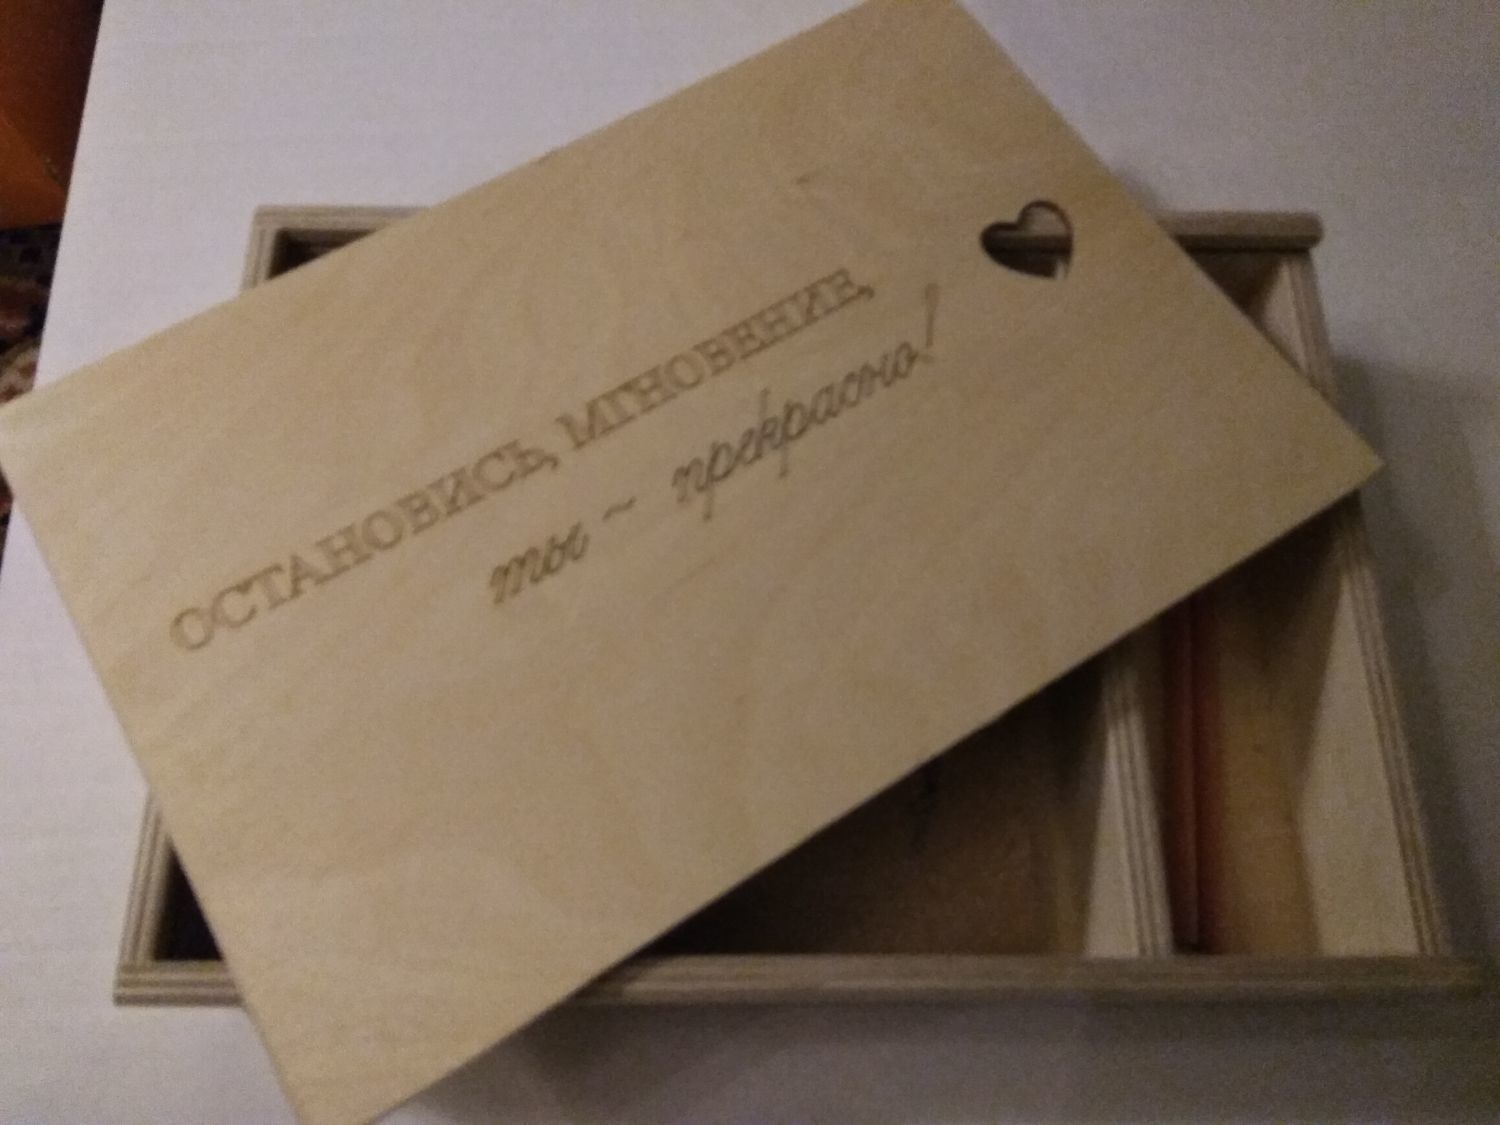 ОСТАНОВИСЬ, МГНОВЕНИЕ,
ты ~ прекрасно!